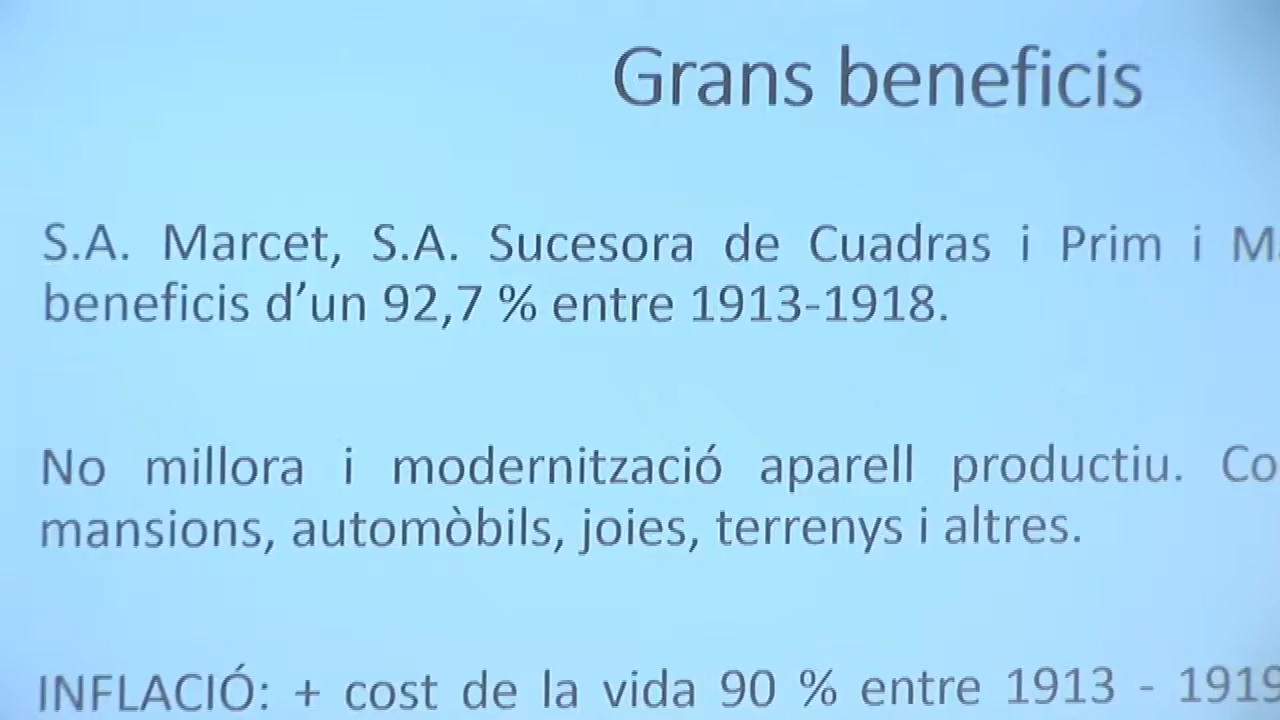 Grans beneficis
S.A. Marcet, S.A. Sucesora de Cuadras i Prim i
beneficis d’un 92,7 % entre 1913-1918.
No millora i modernització aparell productiu.
mansions, automòbils, joies, terrenys i altres.
INFLACIÓ: + cost de la vida 90 % entre 1913 - 1919